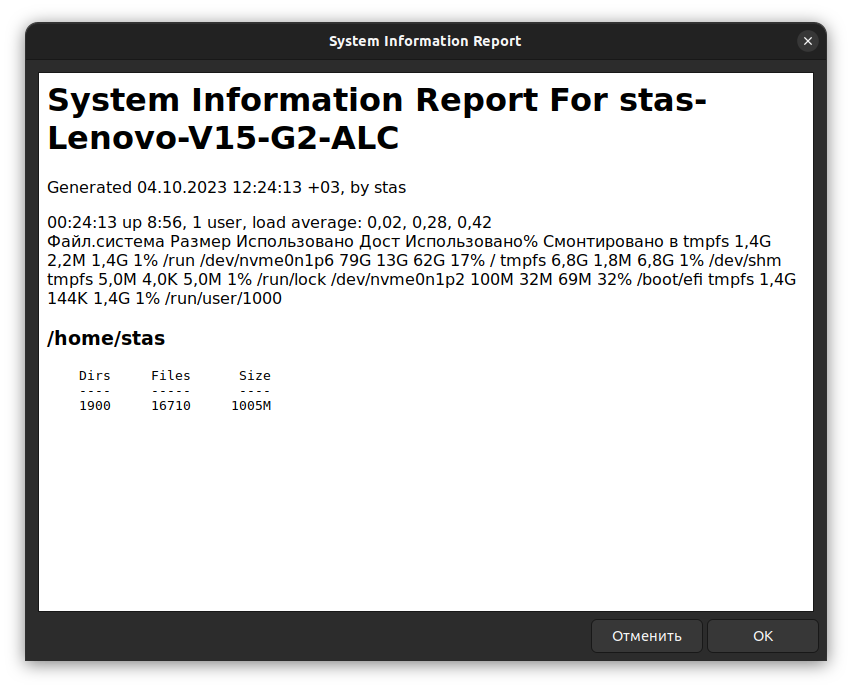 System Information Report
System Information Report For stas-
Lenovo-V15-G2-ALC
Generated 04.10.2023 12:24:13 +03, by stas
00:24:13 up 8:56, 1 user, load average: 0,02, 0,28, 0,42
Файл.система Размер Использовано Дост Использовано% Смонтировано в tmpfs 1,4G
2,2M 1,4G 1% /run /dev/nvme0n1p6 79G 13G 62G 17% / tmpfs 6,8G 1,8M 6,8G 1% /dev/shm
tmpfs 5,0M 4,0K 5,0M 1% /run/lock /dev/nvme0n1p2 100M 32M 69M 32% /boot/efi tmpfs 1,4G
144K 1,4G 1% /run/user/1000
/home/stas
Dirs Files Size
---- ----- ----
1900 16710 1005M
Отменить OK